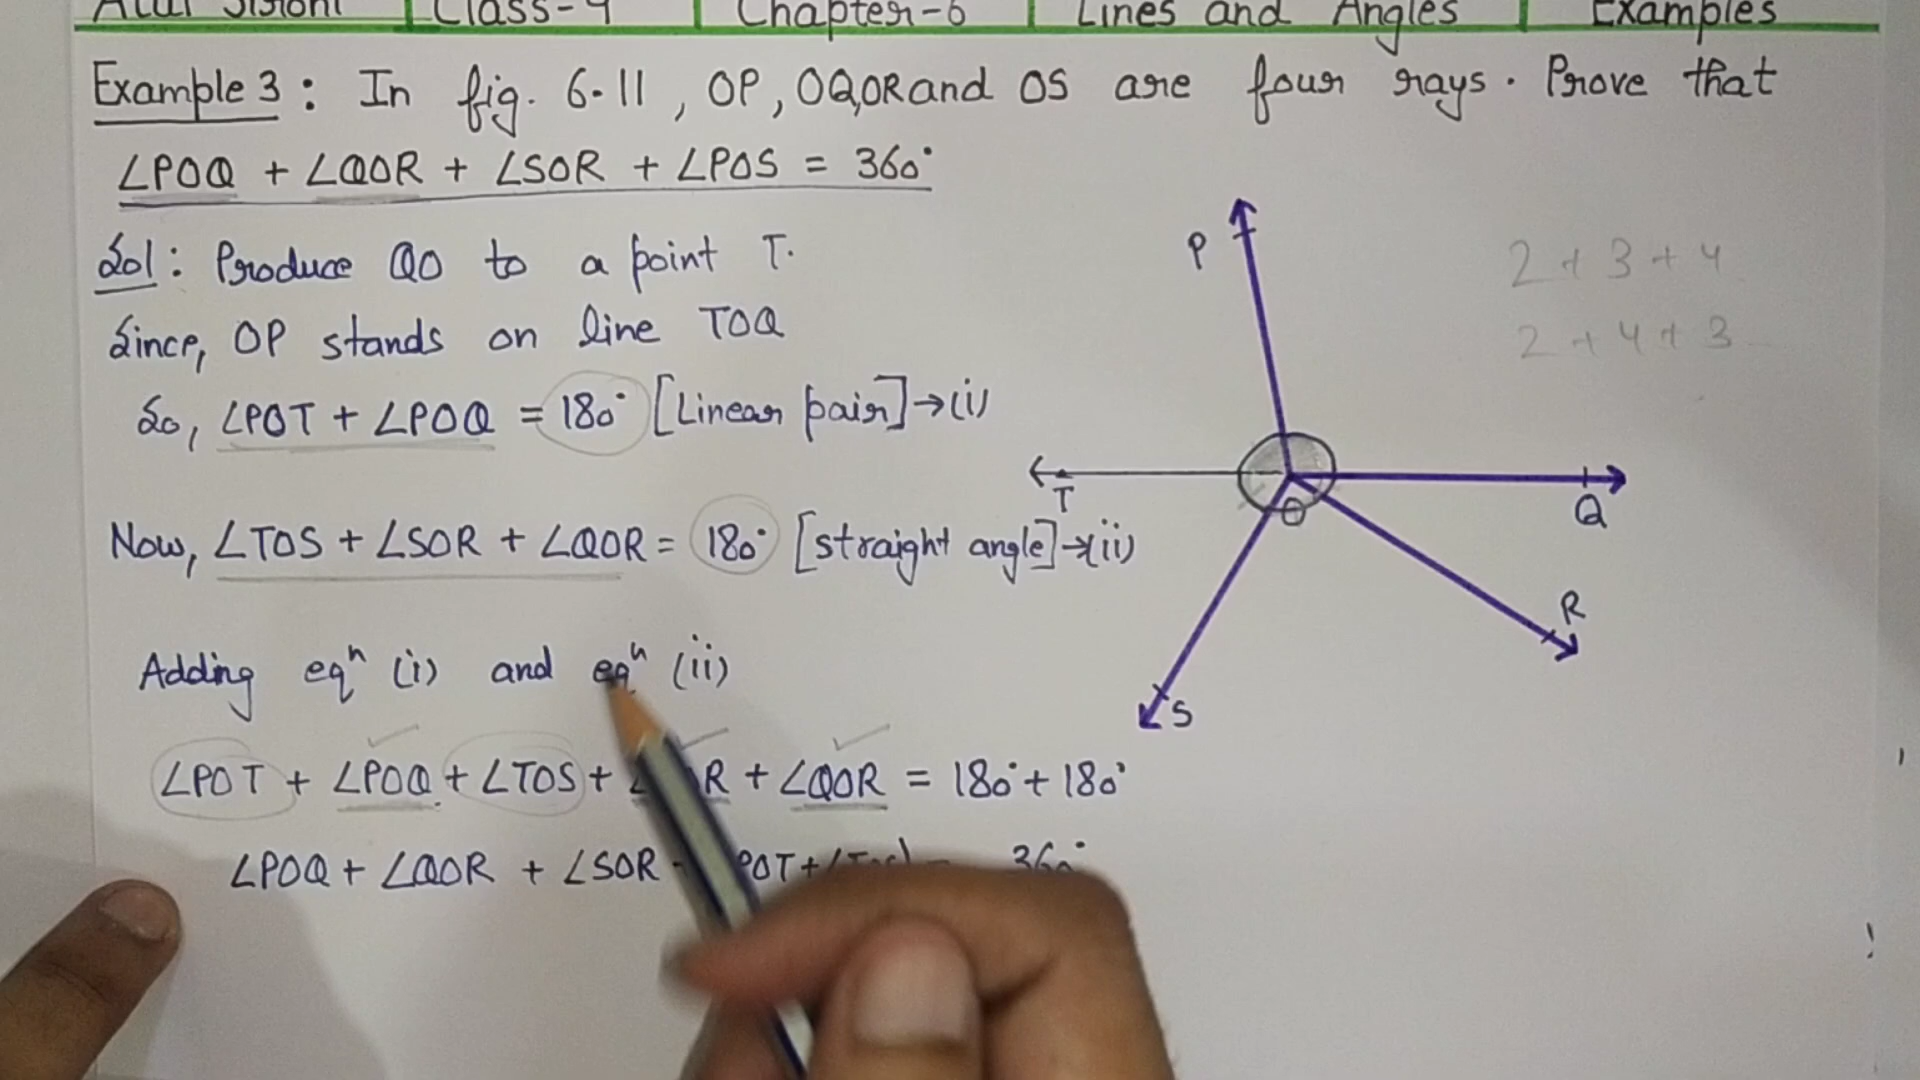 Class-9 Chapter-6 Lines and Angles Examples
Example 3: In fig. 6.11, OP, OQ, OR and OS are four rays. Prove that
∠POQ + ∠QOR + ∠SOR + ∠POS = 360°
Sol: Produce QO to a point T.
Since, OP stands on line TOQ
So, ∠POT + ∠POQ = 180° [Linear pair]→(i)
Now, ∠TOS + ∠SOR + ∠QOR = 180° [straight angle]→(ii)
Adding eqⁿ (i) and eqⁿ (ii)
∠POT + ∠POQ + ∠TOS + R + ∠QOR = 180° + 180°
∠POQ + ∠QOR + ∠SOR POT + 360°
P
2 + 3 + 4
2 + 4 + 3
T
O
Q
R
S